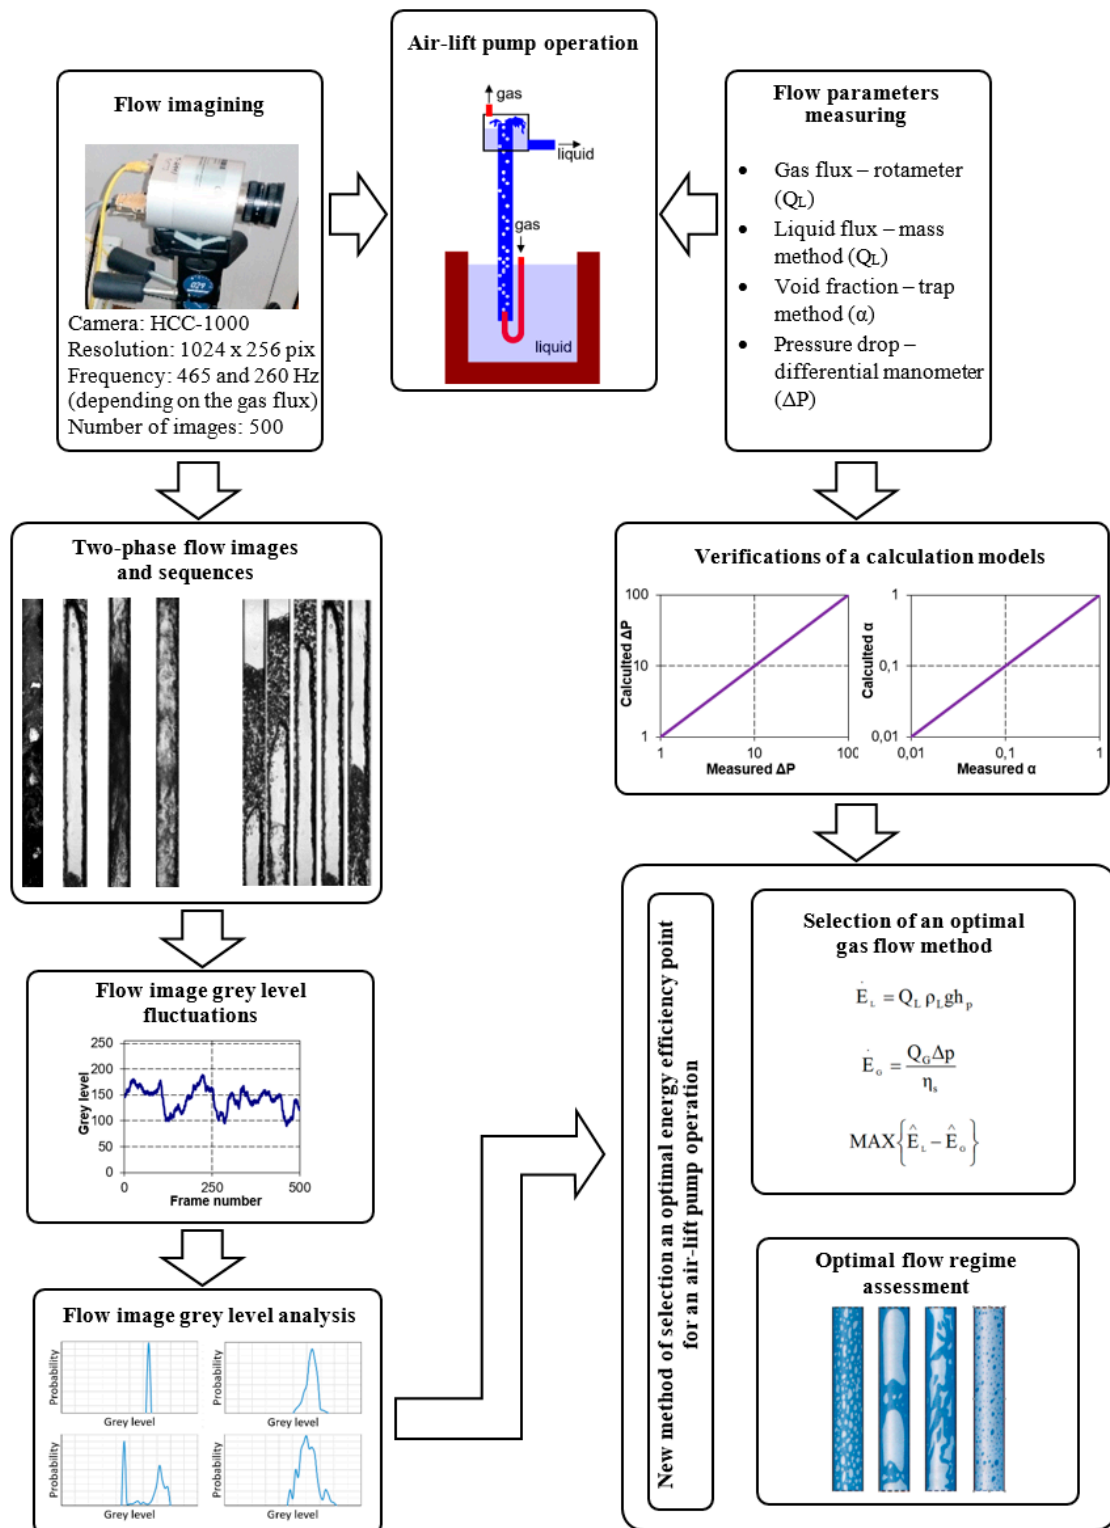 Air-lift pump operation
gas
liquid
gas
liquid
Flow imagining
Camera: HCC-1000
Resolution: 1024 x 256 pix
Frequency: 465 and 260 Hz
(depending on the gas flux)
Number of images: 500
Flow parameters
measuring
• Gas flux – rotameter
(QL)
• Liquid flux – mass
method (QL)
• Void fraction – trap
method (α)
• Pressure drop –
differential manometer
(ΔP)
Two-phase flow images
and sequences
Verifications of a calculation models
Calculted ΔP
100
10
1
1 10 100
Measured ΔP
Calculted α
1
0,1
0,01
0,01 0,1 1
Measured α
Flow image grey level
fluctuations
Grey level
250
200
150
100
50
0
0 250 500
Frame number
Flow image grey level analysis
Probability
Grey level
Probability
Grey level
Probability
Grey level
Probability
Grey level
New method of selection an optimal energy efficiency point
for an air-lift pump operation
Selection of an optimal
gas flow method
Ė_L = Q_L ρ_L g h_p
Ė_G = Q_G Δp / η_s
MAX{Ê_L − Ê_G}
Optimal flow regime
assessment